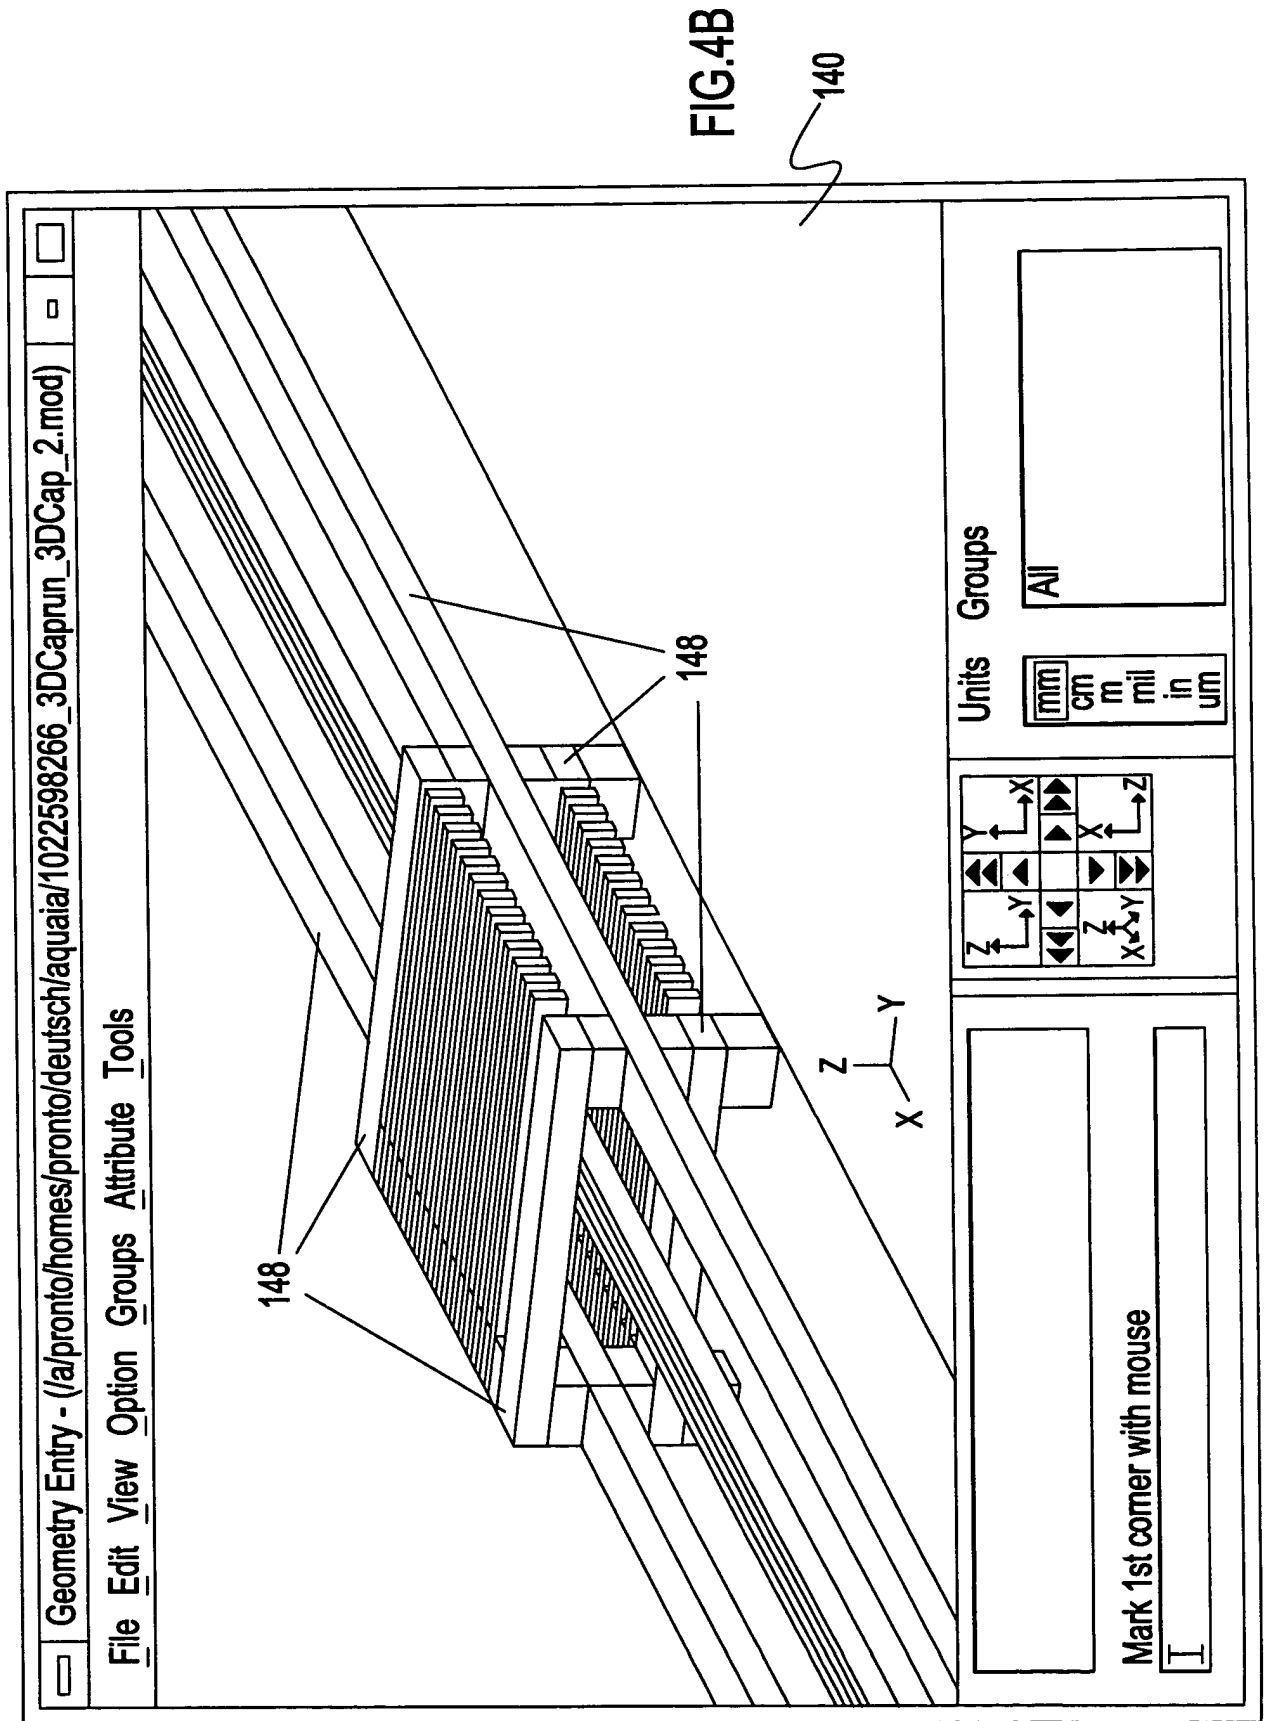 Geometry Entry - (/a/pronto/homes/pronto/deutsch/aquaia/1022598266_3DCaprun_3DCap_2.mod)
File Edit View Option Groups Attribute Tools
148
148
Z
Y
X
140
FIG.4B
Mark 1st corner with mouse
Z
Y
Y
X
X
Z
Y
X
Z
Units
mm
cm
m
mil
in
um
Groups
All